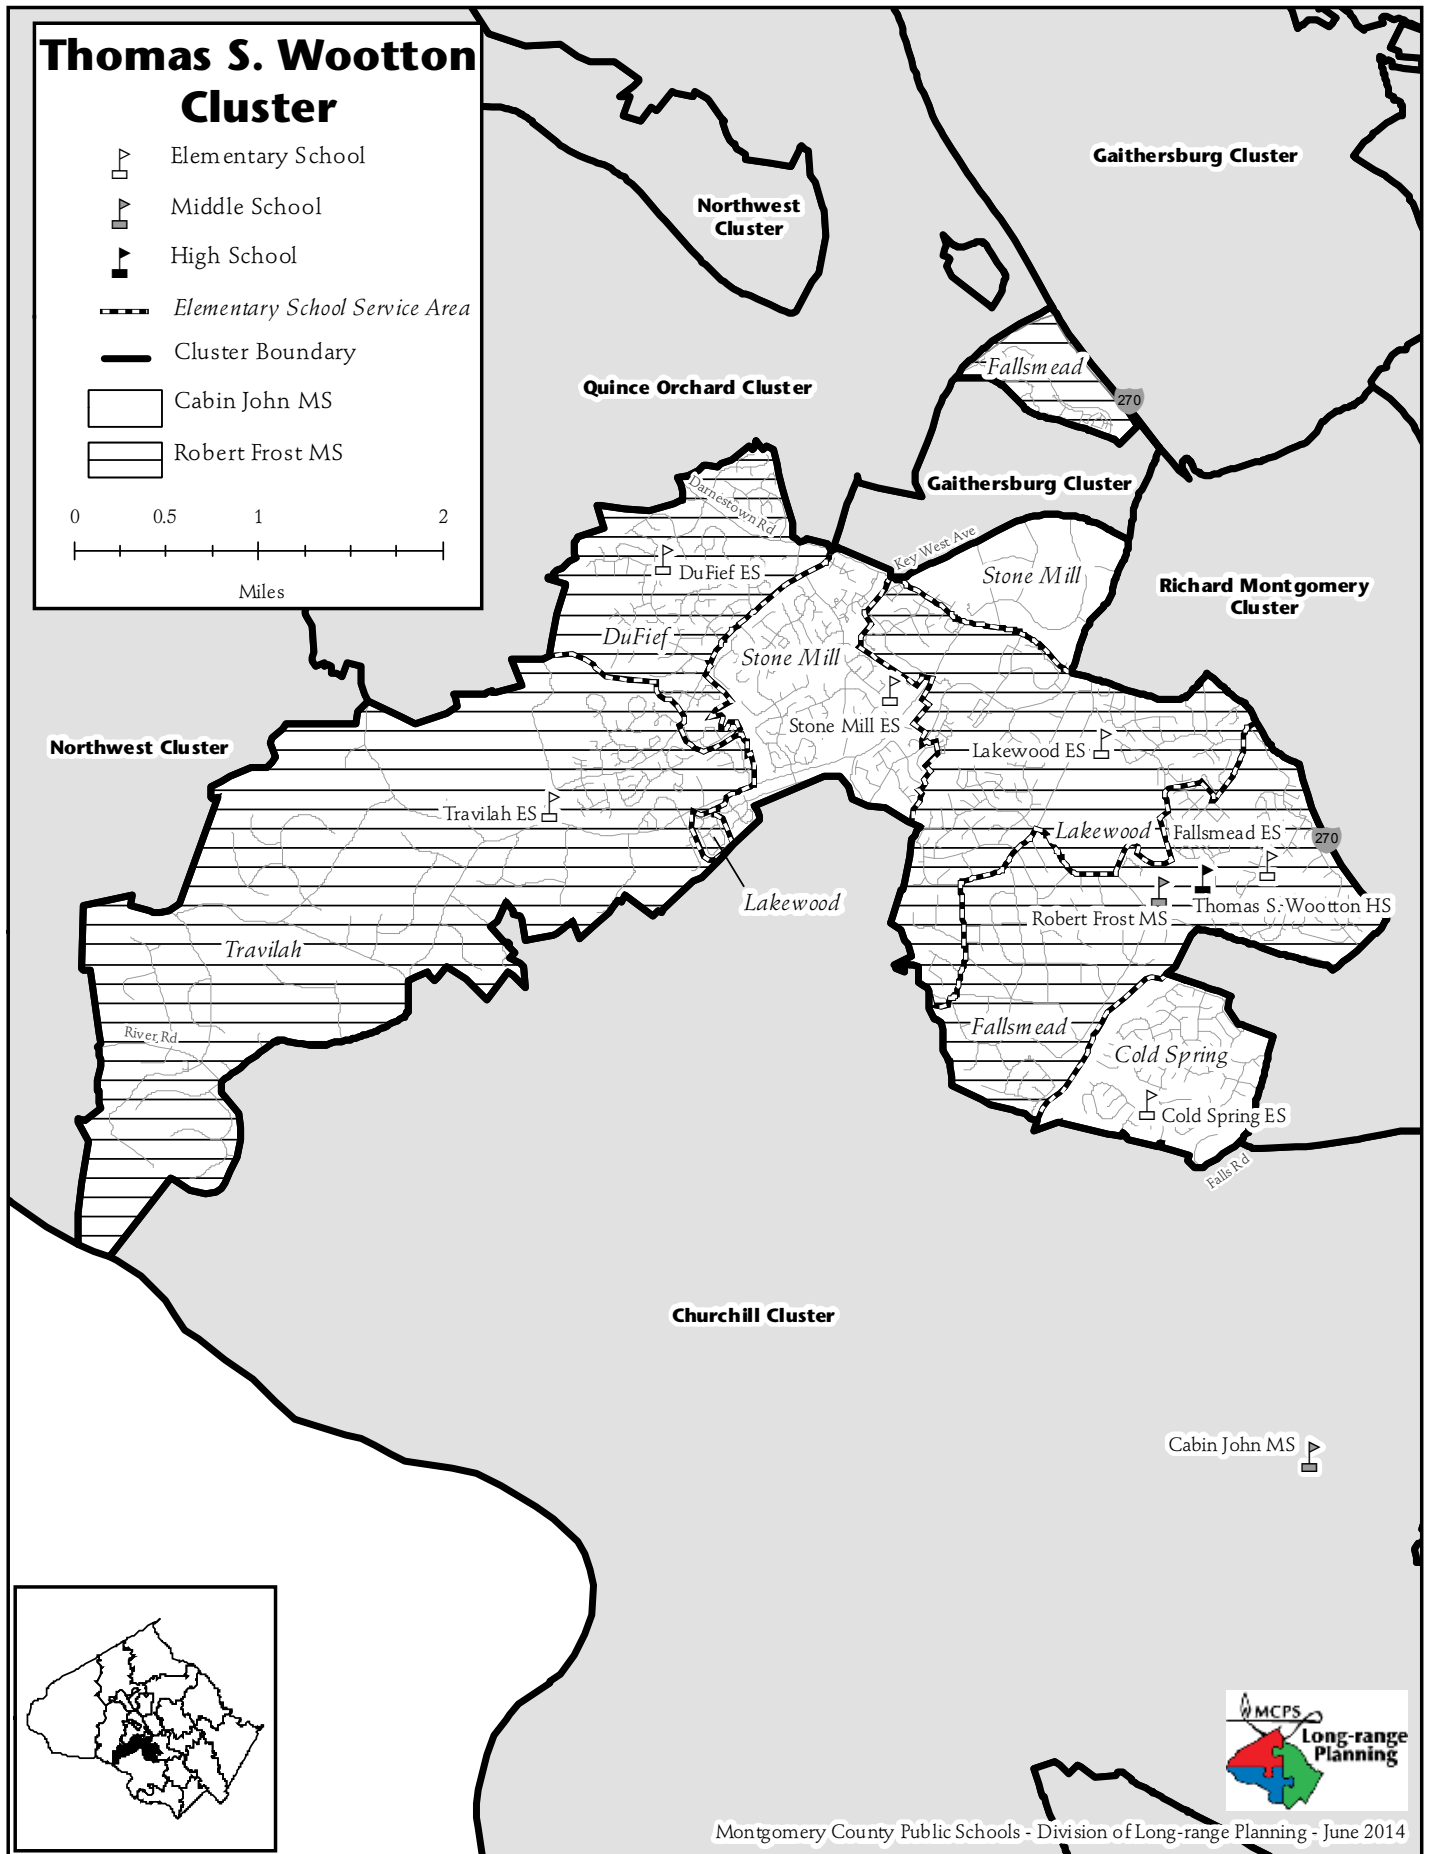 Thomas S. Wootton
Cluster
Elementary School
Middle School
High School
Elementary School Service Area
Cluster Boundary
Cabin John MS
Robert Frost MS
0 0.5 1 2
Miles
Gaithersburg Cluster
Northwest
Cluster
Fallsmead
Quince Orchard Cluster
270
Gaithersburg Cluster
Darnestown Rd
Key West Ave
DuFief ES
Stone Mill
Richard Montgomery
Cluster
DuFief
Stone Mill
Stone Mill ES
Northwest Cluster
Lakewood ES
Travilah ES
Lakewood
Fallsmead ES
270
Lakewood
Robert Frost MS
Thomas S. Wootton HS
Travilah
River Rd
Fallsmead
Cold Spring
Cold Spring ES
Falls Rd
Churchill Cluster
Cabin John MS
MCPS
Long-range
Planning
Montgomery County Public Schools - Division of Long-range Planning - June 2014